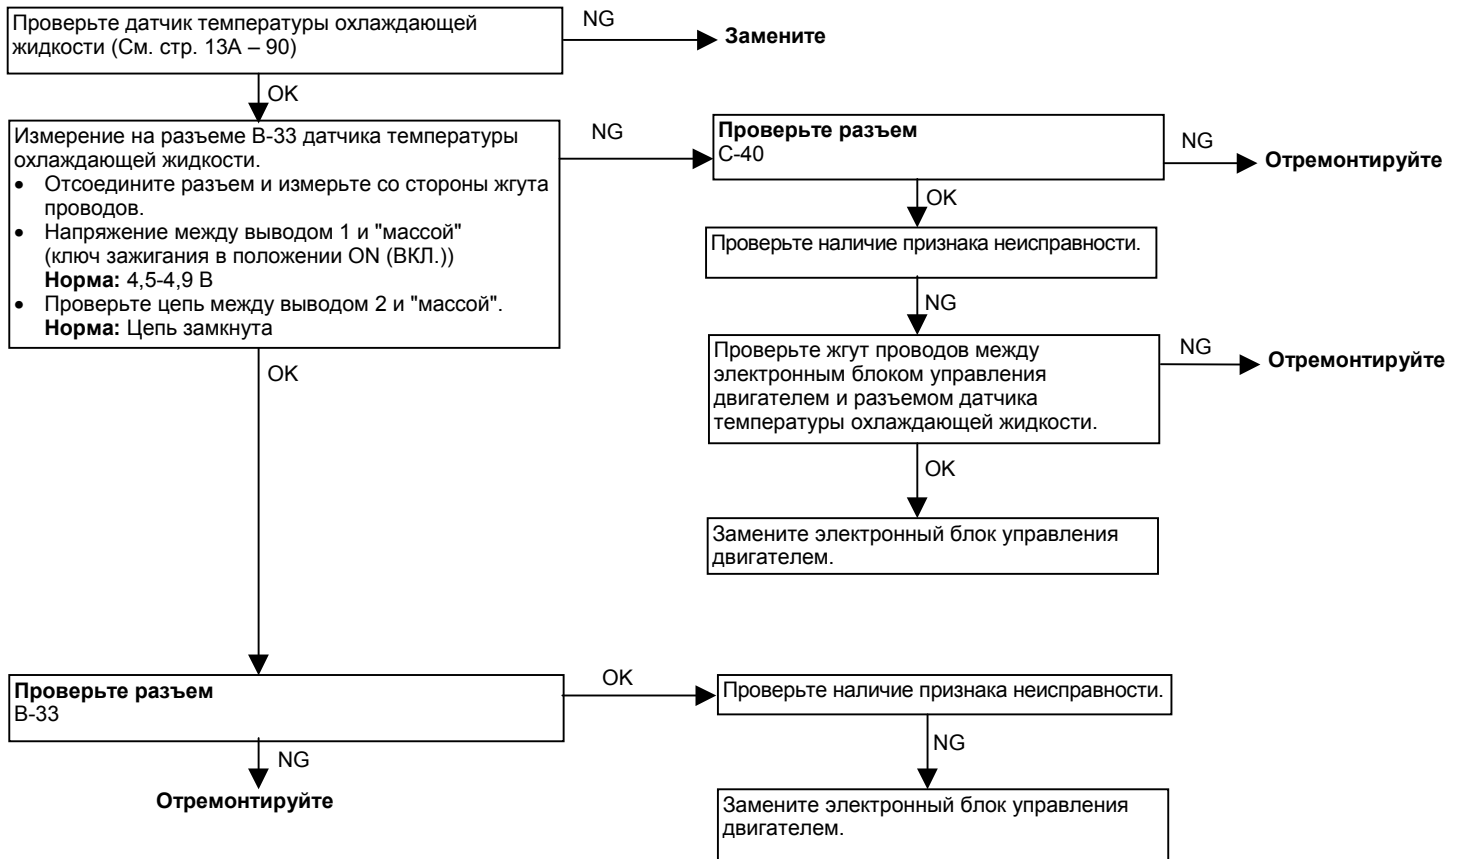 Проверьте датчик температуры охлаждающей
жидкости (См. стр. 13А – 90)
NG
Замените
OK
Измерение на разъеме В-33 датчика температуры
охлаждающей жидкости.
• Отсоедините разъем и измерьте со стороны жгута
проводов.
• Напряжение между выводом 1 и "массой"
(ключ зажигания в положении ON (ВКЛ.))
Норма: 4,5-4,9 В
• Проверьте цепь между выводом 2 и "массой".
Норма: Цепь замкнута
NG
Проверьте разъем
С-40
NG
Отремонтируйте
OK
Проверьте наличие признака неисправности.
NG
Проверьте жгут проводов между
электронным блоком управления
двигателем и разъемом датчика
температуры охлаждающей жидкости.
NG
Отремонтируйте
OK
Замените электронный блок управления
двигателем.
OK
Проверьте разъем
В-33
OK
Проверьте наличие признака неисправности.
NG
Отремонтируйте
NG
Замените электронный блок управления
двигателем.